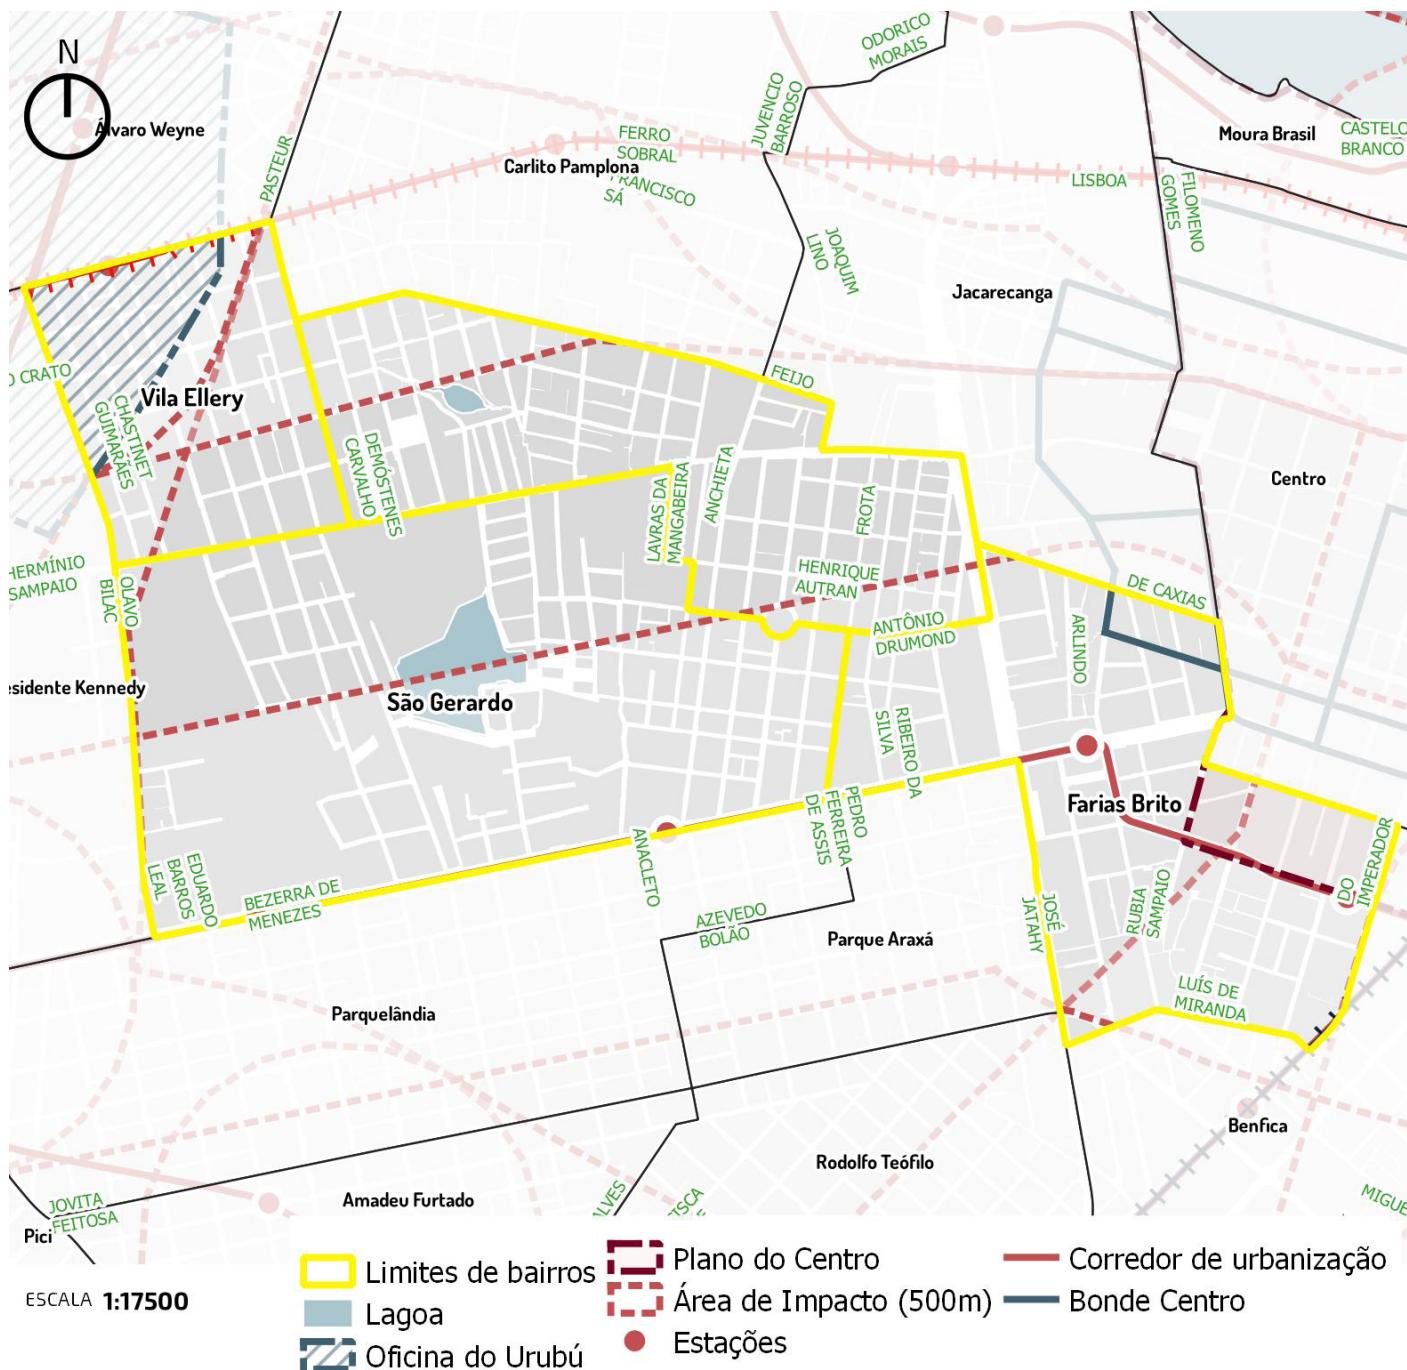 N
Álvaro Weyne
ODORICO
MORAIS
JUVENCIO
BARROSO
FERRO
SOBRAL
Carlito Pamplona
FRANCISCO
SÁ
PASTEUR
Moura Brasil
CASTELO
BRANCO
LISBOA
FILOMENO
GOMES
JOAQUIM
LINO
Jacarecanga
O CRATO
Vila Ellery
CHASTINET
GUIMARÃES
FEIJO
DEMÓSTENES
CARVALHO
LAVRAS DA
MANGABEIRA
ANCHIETA
FROTA
Centro
HERMÍNIO
SAMPAIO
OLAVO
BILAC
HENRIQUE
AUTRAN
DE CAXIAS
ANTÔNIO
DRUMOND
ARLINDO
esidente Kennedy
São Gerardo
RIBEIRO DA
SILVA
Farias Brito
PEDRO
FERREIRA
DE ASSIS
ANACLETO
DO
IMPERADOR
EDUARDO
BARROS
LEAL
BEZERRA DE
MENEZES
AZEVEDO
BOLÃO
Parque Araxá
JOSÉ
JATAHY
RUBIA
SAMPAIO
LUÍS DE
MIRANDA
Parquelândia
Benfica
Rodolfo Teófilo
Amadeu Furtado
JOVITA
FEITOSA
Pici
ALVES
ISCA
MIGUE
ESCALA 1:17500
Limites de bairros
Lagoa
Oficina do Urubú
Plano do Centro
Área de Impacto (500m)
Estações
Corredor de urbanização
Bonde Centro